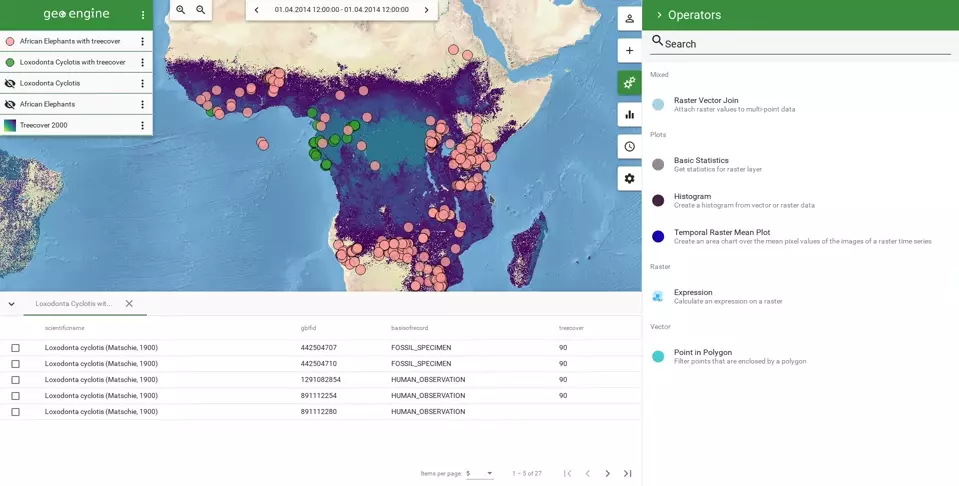 geo engine
African Elephants with treecover
Loxodonta Cyclotis with treecover
Loxodonta Cyclotis
African Elephants
Treecover 2000
01.04.2014 12:00:00 - 01.04.2014 12:00:00
Operators
Search
Mixed
Raster Vector Join
Attach raster values to multi-point data
Plots
Basic Statistics
Get statistics for raster layer
Histogram
Create a histogram from vector or raster data
Temporal Raster Mean Plot
Create an area chart over the mean pixel values of the images of a raster time series
Raster
Expression
Calculate an expression on a raster
Vector
Point in Polygon
Filter points that are enclosed by a polygon
Loxodonta Cyclotis wit...
scientificname gbifid basisofrecord treecover
Loxodonta cyclotis (Matschie, 1900) 442504707 FOSSIL_SPECIMEN 90
Loxodonta cyclotis (Matschie, 1900) 442504710 FOSSIL_SPECIMEN 90
Loxodonta cyclotis (Matschie, 1900) 1291082854 HUMAN_OBSERVATION 90
Loxodonta cyclotis (Matschie, 1900) 891112254 HUMAN_OBSERVATION 90
Loxodonta cyclotis (Matschie, 1900) 891112280 HUMAN_OBSERVATION
Items per page: 5 1 – 5 of 27